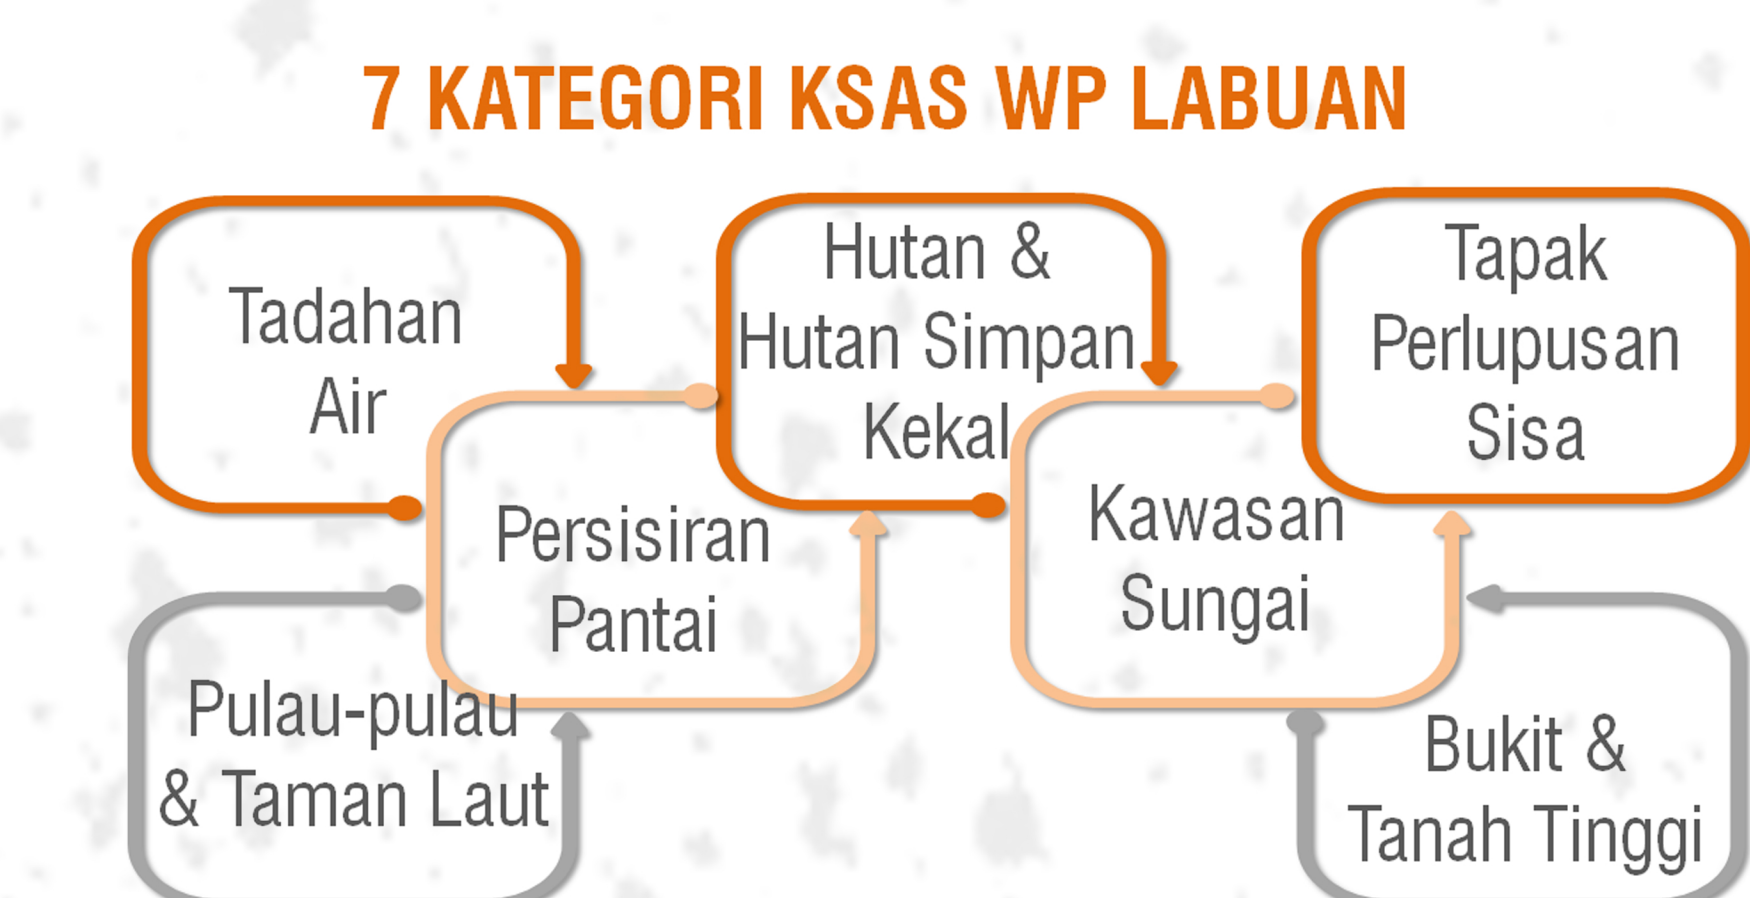 7 KATEGORI KSAS WP LABUAN
Tadahan
Air
Persisiran
Pantai
Hutan &
Hutan Simpan
Kekal
Kawasan
Sungai
Tapak
Perlupusan
Sisa
Pulau-pulau
& Taman Laut
Bukit &
Tanah Tinggi